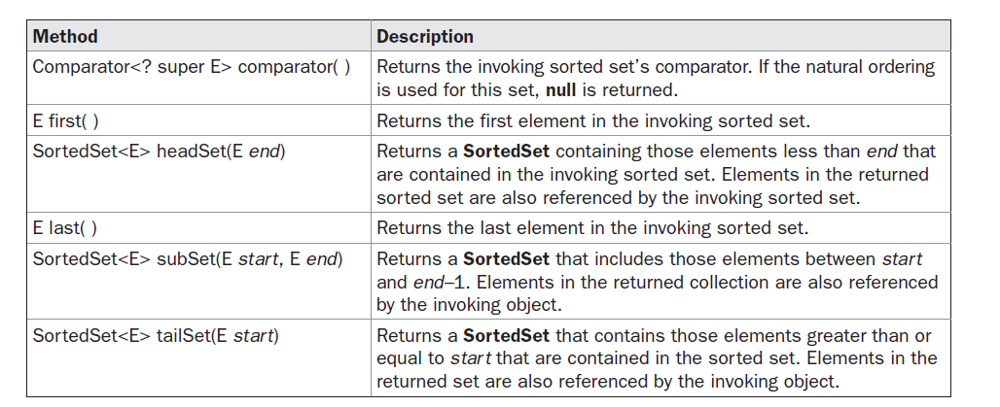 Method Description
Comparator<? super E> comparator( ) Returns the invoking sorted set's comparator. If the natural ordering
is used for this set, null is returned.
E first( ) Returns the first element in the invoking sorted set.
SortedSet<E> headSet(E end) Returns a SortedSet containing those elements less than end that
are contained in the invoking sorted set. Elements in the returned
sorted set are also referenced by the invoking sorted set.
E last( ) Returns the last element in the invoking sorted set.
SortedSet<E> subSet(E start, E end) Returns a SortedSet that includes those elements between start
and end–1. Elements in the returned collection are also referenced
by the invoking object.
SortedSet<E> tailSet(E start) Returns a SortedSet that contains those elements greater than or
equal to start that are contained in the sorted set. Elements in the
returned set are also referenced by the invoking object.